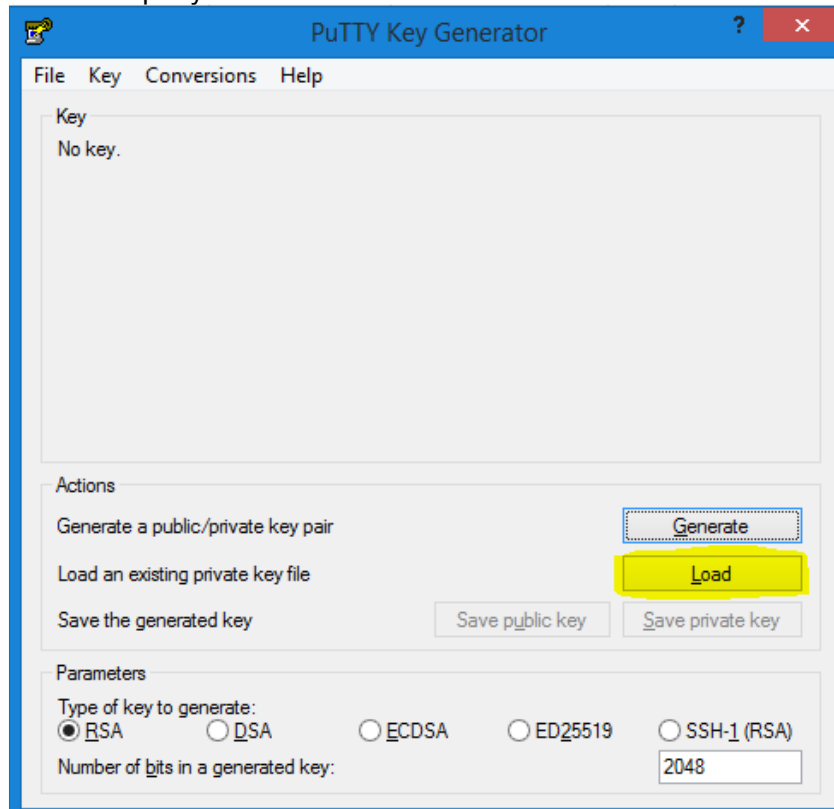 PuTTY Key Generator ? ×
File Key Conversions Help
Key
No key.
Actions
Generate a public/private key pair Generate
Load an existing private key file Load
Save the generated key Save public key Save private key
Parameters
Type of key to generate:
RSA DSA ECDSA ED25519 SSH-1 (RSA)
Number of bits in a generated key: 2048